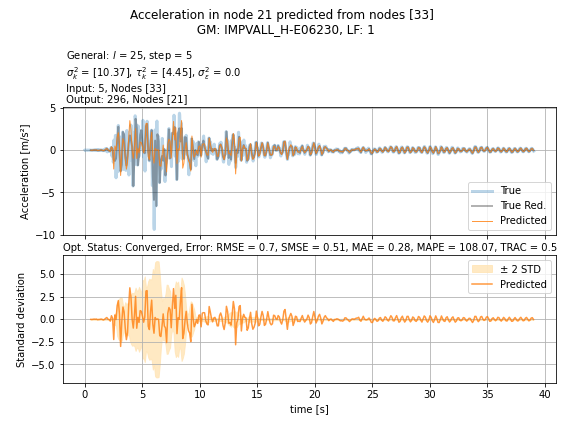 Acceleration in node 21 predicted from nodes [33]
GM: IMPVALL_H-E06230, LF: 1
General: l = 25, step = 5
σ²ₖ = [10.37], τ²ₖ = [4.45], σ²ε = 0.0
Input: 5, Nodes [33]
Output: 296, Nodes [21]
5
0
−5
−10
Acceleration [m/s²]
True
True Red.
Predicted
Opt. Status: Converged, Error: RMSE = 0.7, SMSE = 0.51, MAE = 0.28, MAPE = 108.07, TRAC = 0.5
5.0
2.5
0.0
−2.5
−5.0
Standard deviation
± 2 STD
Predicted
0 5 10 15 20 25 30 35 40
time [s]